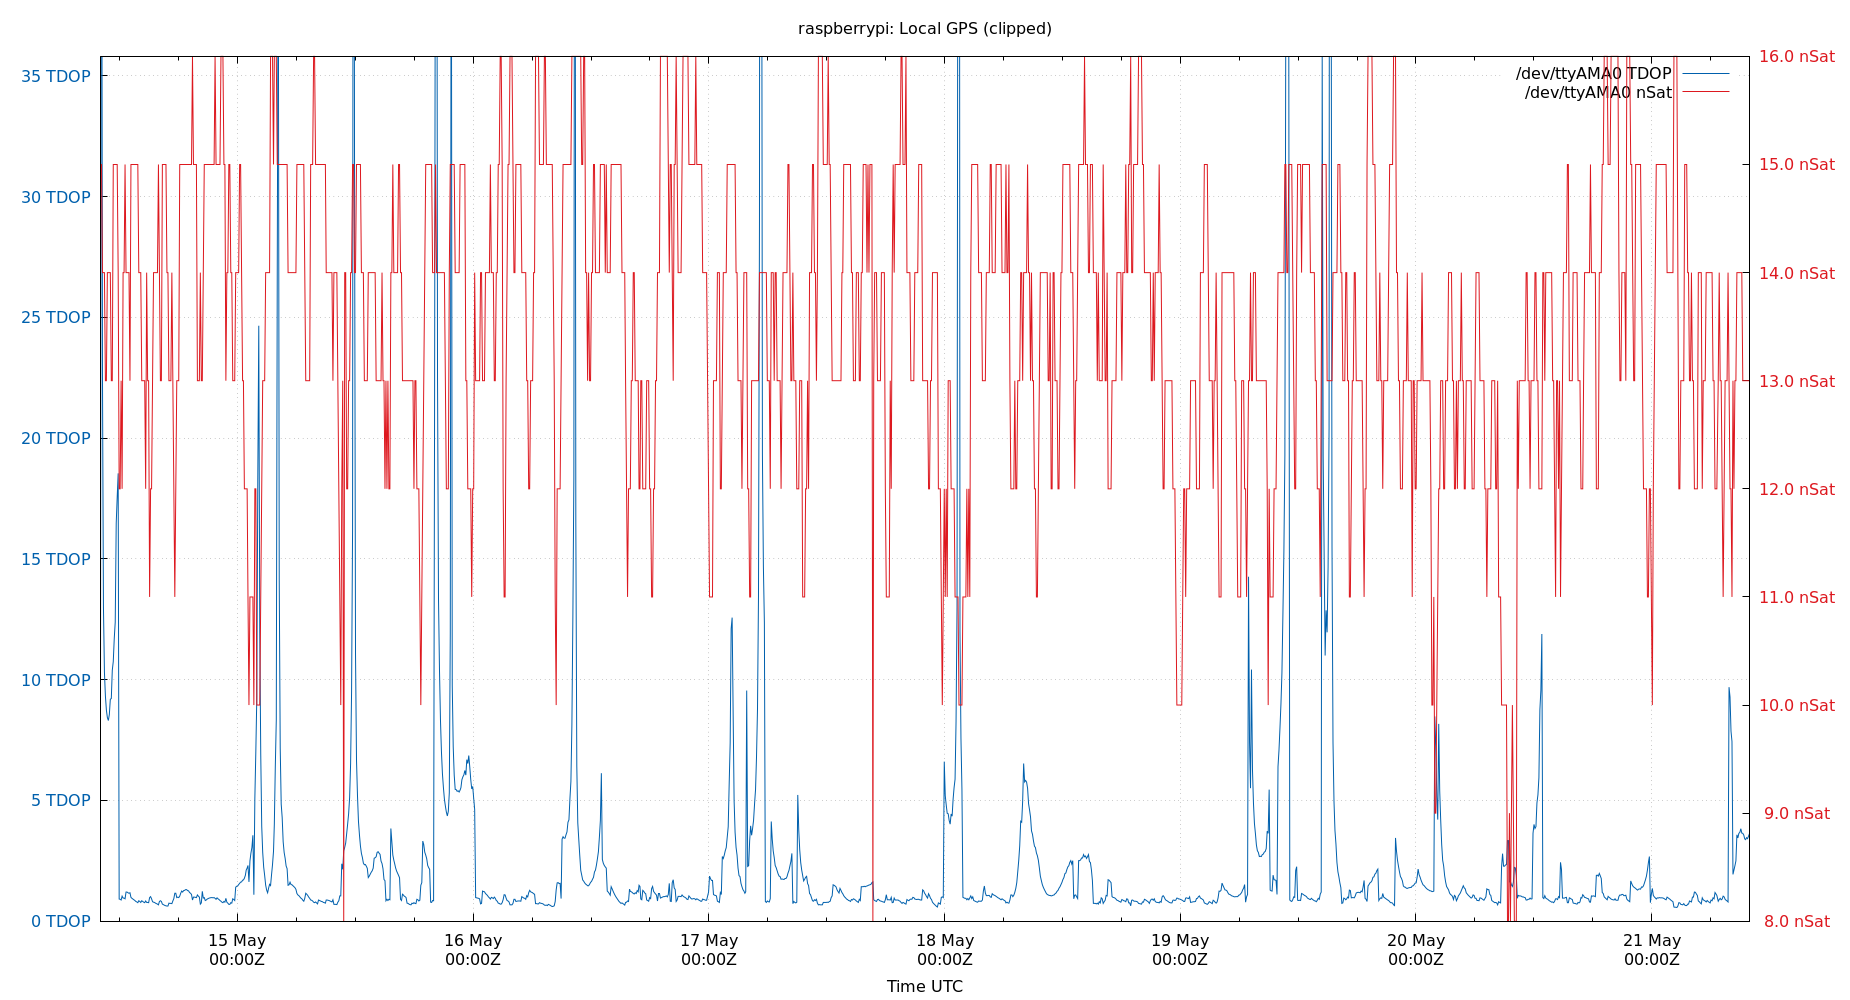 raspberrypi: Local GPS (clipped)
35 TDOP
30 TDOP
25 TDOP
20 TDOP
15 TDOP
10 TDOP
5 TDOP
0 TDOP
/dev/ttyAMA0 TDOP
/dev/ttyAMA0 nSat
16.0 nSat
15.0 nSat
14.0 nSat
13.0 nSat
12.0 nSat
11.0 nSat
10.0 nSat
9.0 nSat
8.0 nSat
15 May
00:00Z
16 May
00:00Z
17 May
00:00Z
18 May
00:00Z
19 May
00:00Z
20 May
00:00Z
21 May
00:00Z
Time UTC